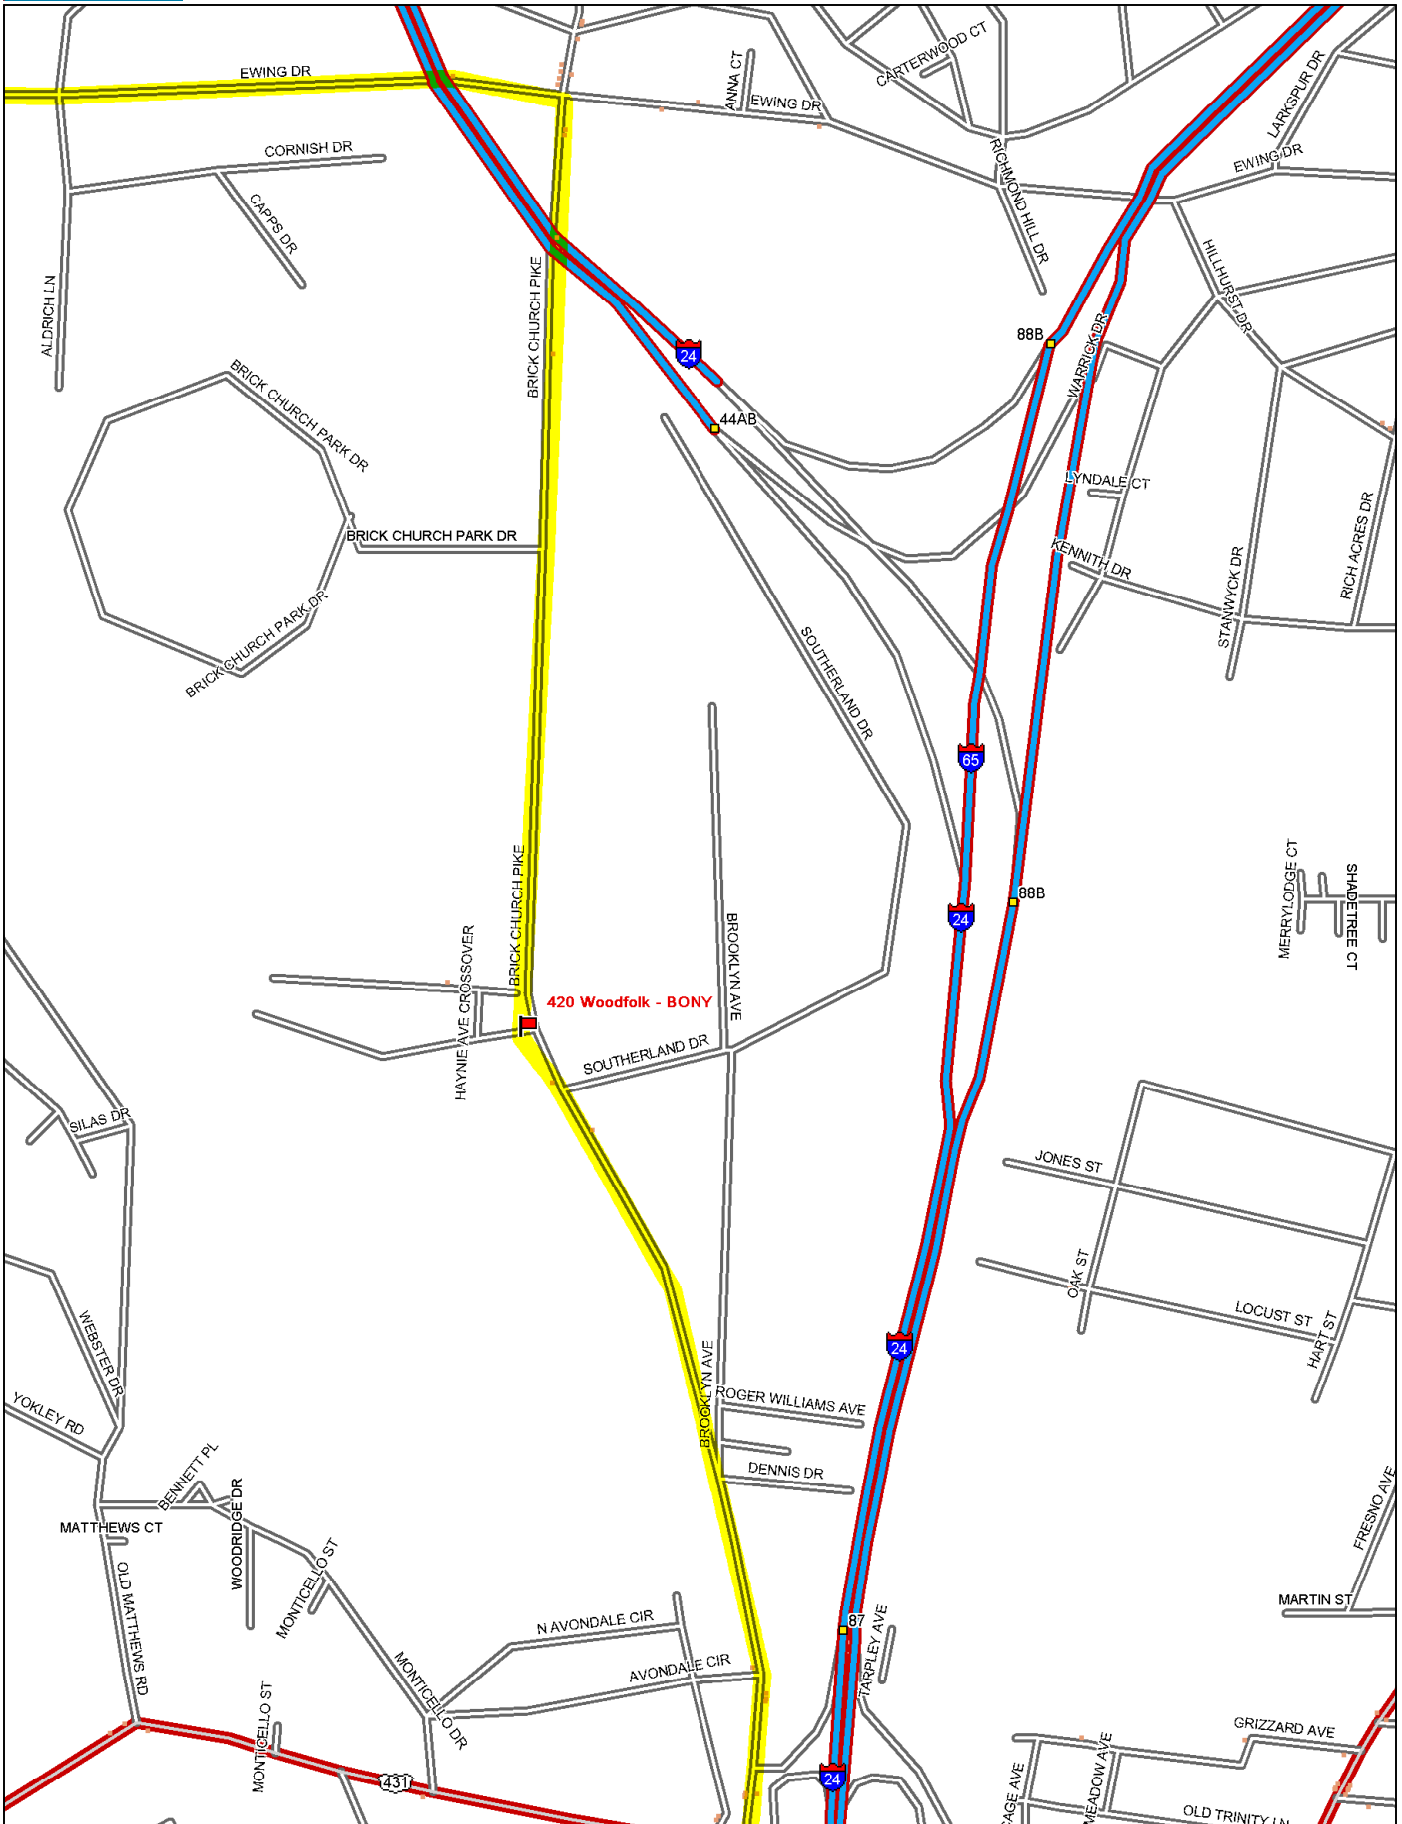 EWING DR
ANNA CT
EWING DR
CARTERWOOD CT
LARKSPUR DR
EWING DR
CORNISH DR
CAPPS DR
RICHMOND HILL DR
HILLHURST DR
ALDRICH LN
BRICK CHURCH PIKE
24
88B
WARRICK DR
BRICK CHURCH PARK DR
44AB
LYNDALE CT
BRICK CHURCH PARK DR
KENNITH DR
RICH ACRES DR
STANWYCK DR
BRICK CHURCH PARK DR
SOUTHERLAND DR
65
BRICK CHURCH PIKE
88B
24
MERRYLODGE CT
SHADETREE CT
HAYNIE AVE CROSSOVER
BROOKLYN AVE
420 Woodfolk - BONY
SOUTHERLAND DR
SILAS DR
JONES ST
OAK ST
LOCUST ST
HART ST
WEBSTER DR
24
BROOKLYN AVE
ROGER WILLIAMS AVE
YOKLEY RD
BENNETT PL
DENNIS DR
WOODRIDGE DR
FRESNO AVE
MATTHEWS CT
OLD MATTHEWS RD
MONTICELLO ST
MARTIN ST
87
TARPLEY AVE
N AVONDALE CIR
AVONDALE CIR
MONTICELLO DR
MONTICELLO ST
GRIZZARD AVE
431
24
CAGE AVE
MEADOW AVE
OLD TRINITY LN